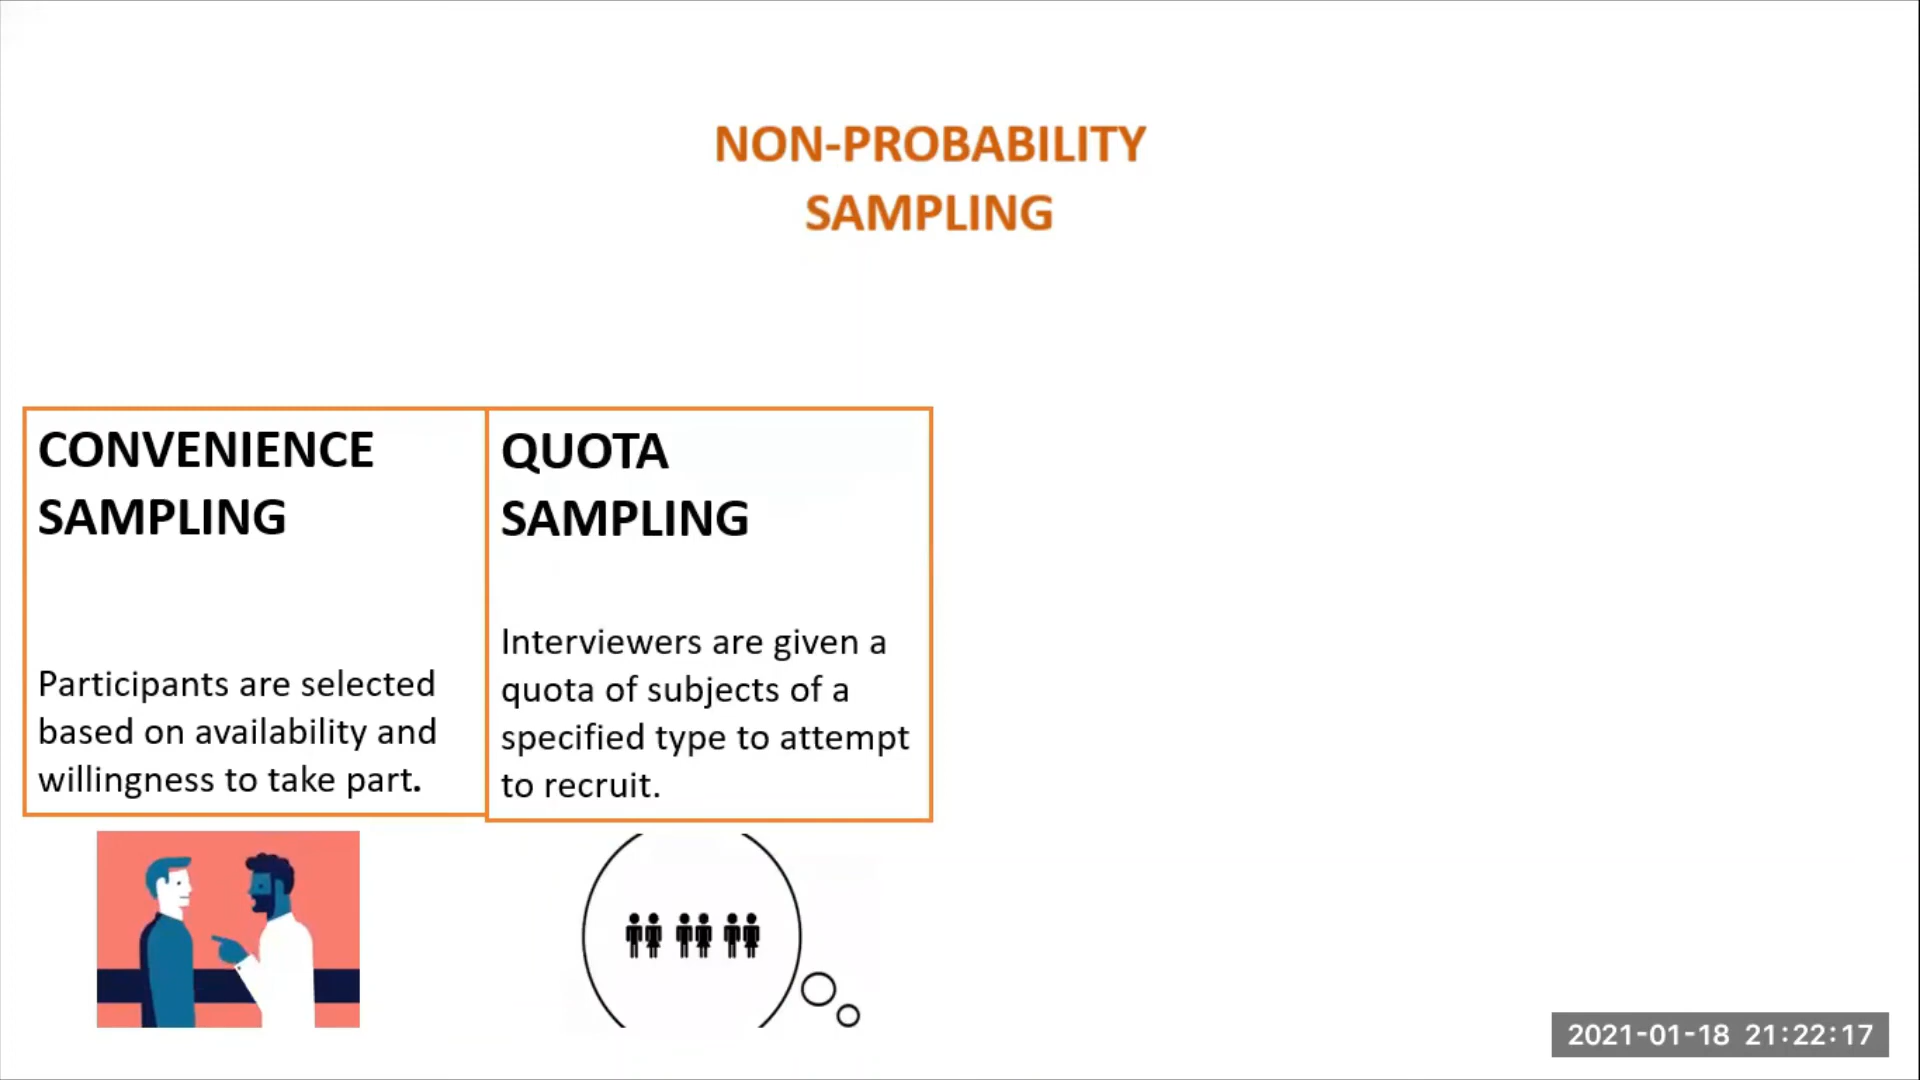 NON-PROBABILITY
SAMPLING
CONVENIENCE
SAMPLING
Participants are selected
based on availability and
willingness to take part.
QUOTA
SAMPLING
Interviewers are given a
quota of subjects of a
specified type to attempt
to recruit.
2021-01-18 21:22:17